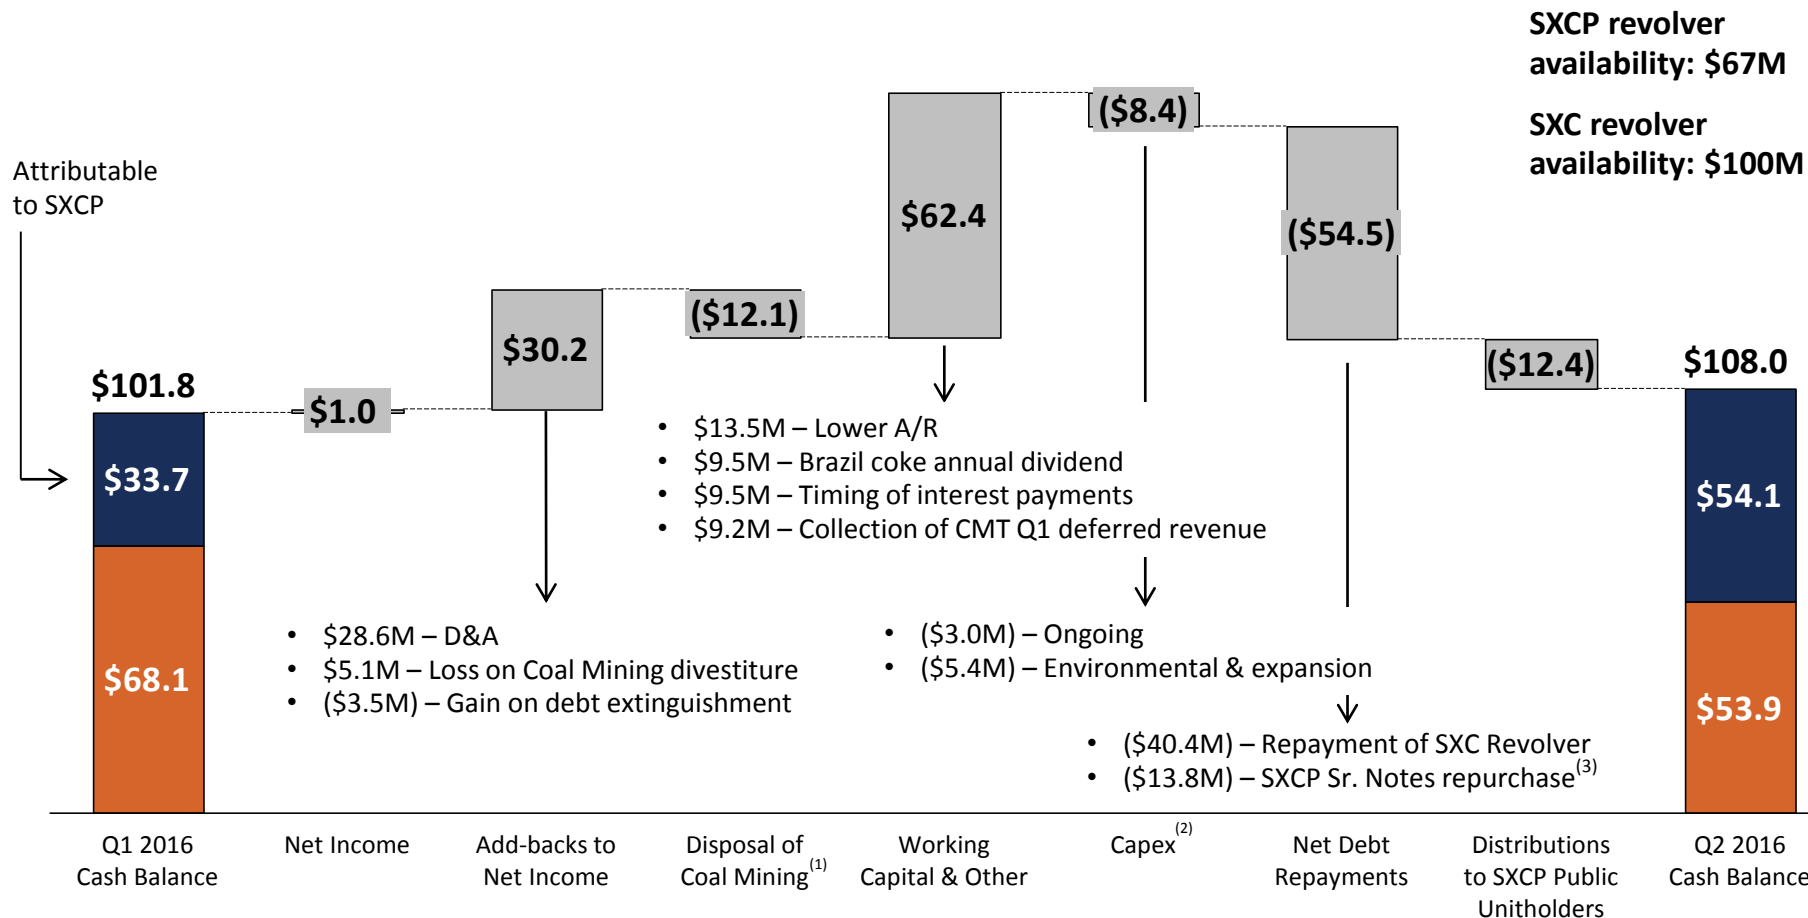 SXCP revolver
availability: $67M
SXC revolver
availability: $100M
Attributable
to SXCP
$101.8
$33.7
$68.1
$1.0
$30.2
($12.1)
$62.4
($8.4)
($54.5)
($12.4)
$108.0
$54.1
$53.9
• $13.5M – Lower A/R
• $9.5M – Brazil coke annual dividend
• $9.5M – Timing of interest payments
• $9.2M – Collection of CMT Q1 deferred revenue
• $28.6M – D&A
• $5.1M – Loss on Coal Mining divestiture
• ($3.5M) – Gain on debt extinguishment
• ($3.0M) – Ongoing
• ($5.4M) – Environmental & expansion
• ($40.4M) – Repayment of SXC Revolver
• ($13.8M) – SXCP Sr. Notes repurchase(3)
Q1 2016
Cash Balance
Net Income
Add-backs to
Net Income
Disposal of
Coal Mining(1)
Working
Capital & Other
Capex(2)
Net Debt
Repayments
Distributions
to SXCP Public
Unitholders
Q2 2016
Cash Balance